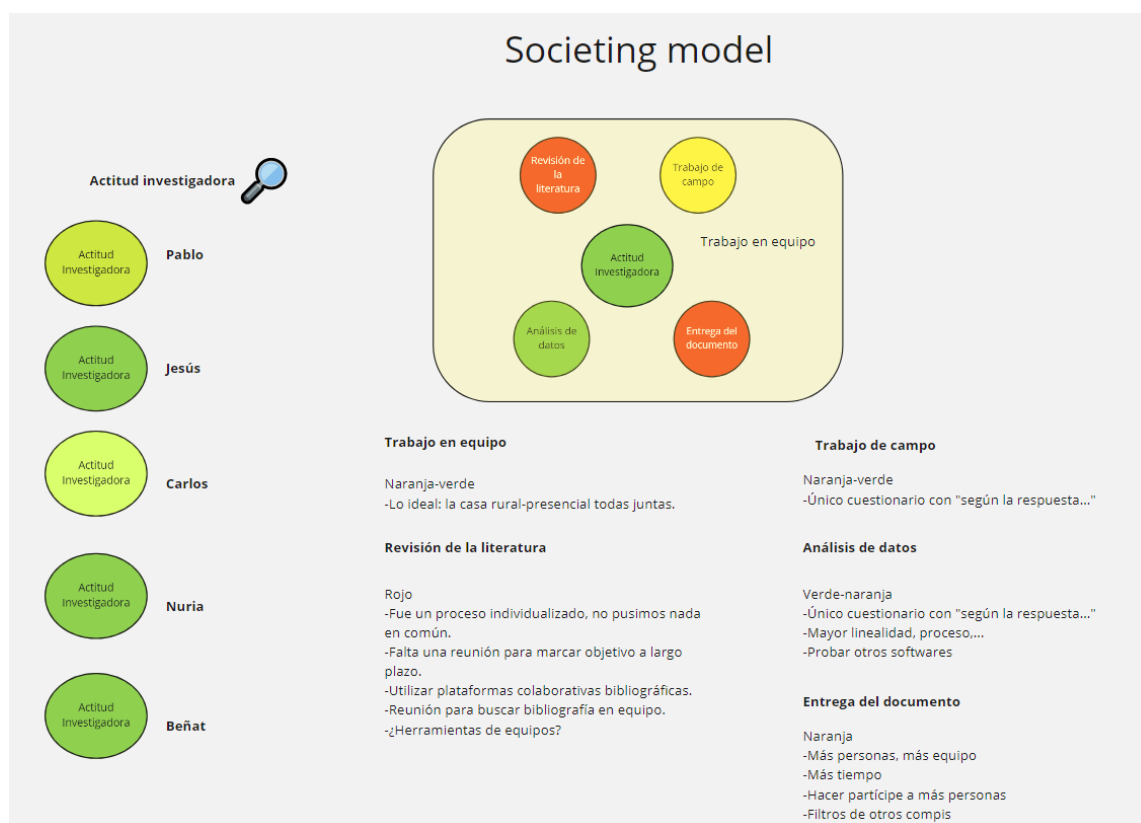 Societing model
Actitud investigadora
Actitud
Investigadora
Pablo
Actitud
Investigadora
Jesús
Actitud
Investigadora
Carlos
Actitud
Investigadora
Nuria
Actitud
Investigadora
Beñat
Revisión de
la
literatura
Trabajo de
campo
Trabajo en equipo
Actitud
Investigadora
Análisis de
datos
Entrega del
documento
Trabajo en equipo
Naranja-verde
-Lo ideal: la casa rural-presencial todas juntas.
Revisión de la literatura
Rojo
-Fue un proceso individualizado, no pusimos nada
en común.
-Falta una reunión para marcar objetivo a largo
plazo.
-Utilizar plataformas colaborativas bibliográficas.
-Reunión para buscar bibliografía en equipo.
-¿Herramientas de equipos?
Trabajo de campo
Naranja-verde
-Único cuestionario con "según la respuesta..."
Análisis de datos
Verde-naranja
-Único cuestionario con "según la respuesta..."
-Mayor linealidad, proceso,...
-Probar otros softwares
Entrega del documento
Naranja
-Más personas, más equipo
-Más tiempo
-Hacer partícipe a más personas
-Filtros de otros compis